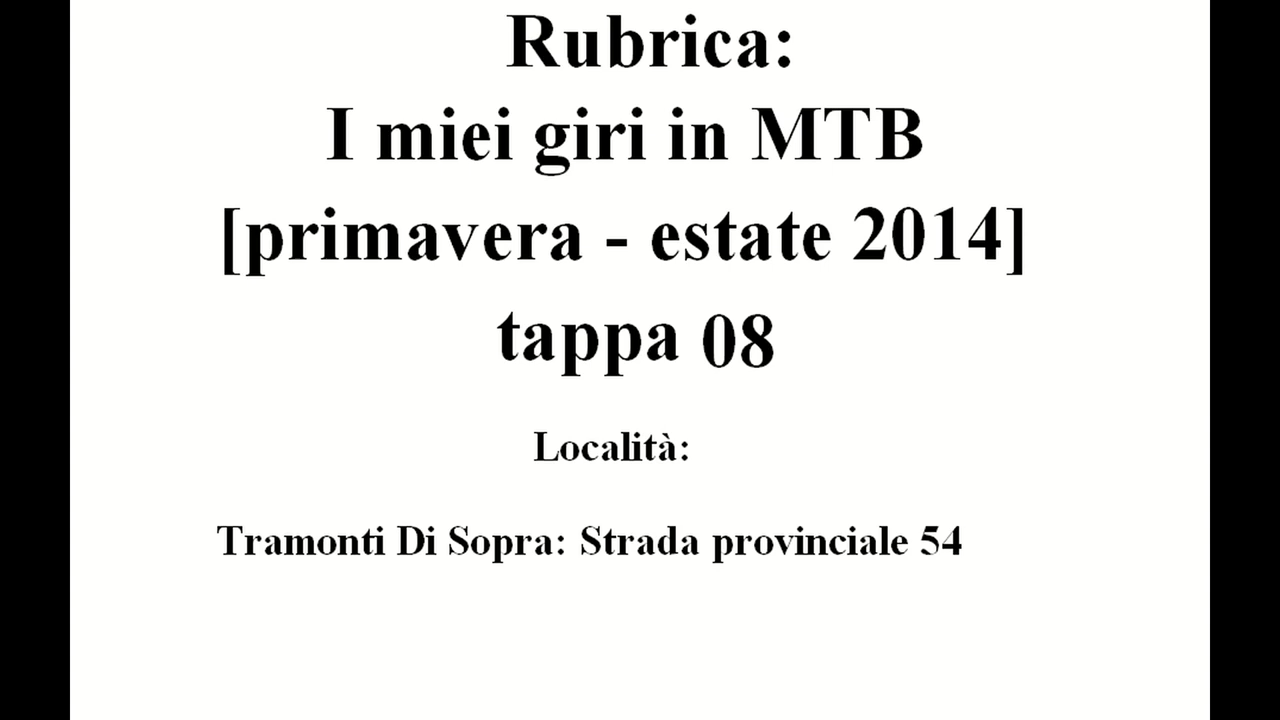 Rubrica:
I miei giri in MTB
[primavera - estate 2014]
tappa 08
Località:
Tramonti Di Sopra: Strada provinciale 54